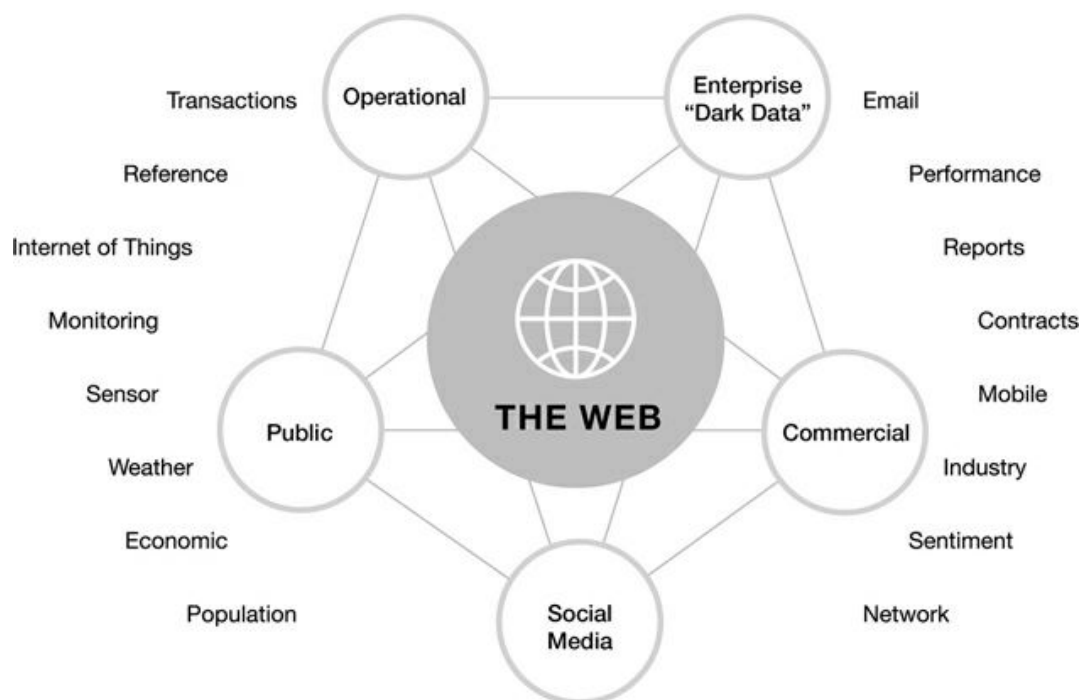 Transactions
Operational
Enterprise
“Dark Data”
Email
Reference
Performance
Internet of Things
Reports
Monitoring
Contracts
Sensor
Mobile
THE WEB
Public
Commercial
Weather
Industry
Economic
Sentiment
Population
Social
Media
Network